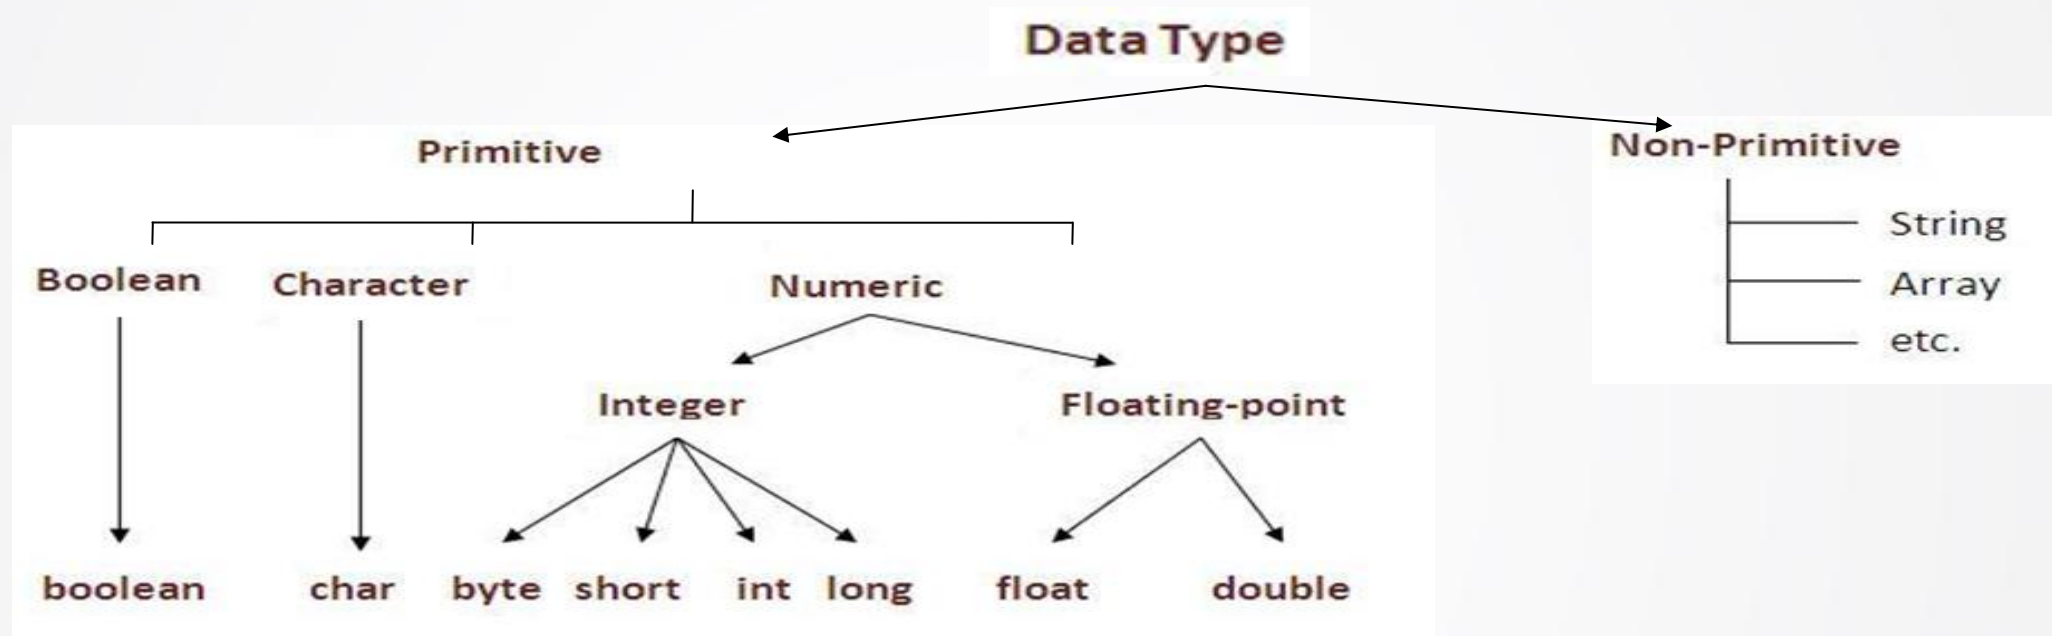 Data Type
Primitive
Non-Primitive
String
Array
etc.
Boolean
Character
Numeric
Integer
Floating-point
boolean
char
byte
short
int
long
float
double